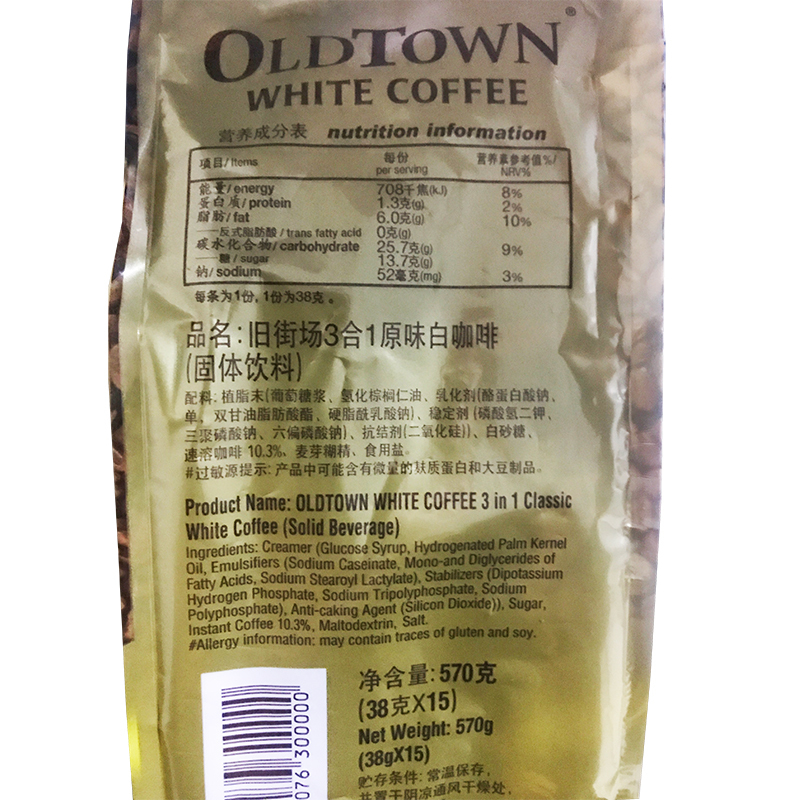 OLDTOWN®
WHITE COFFEE
营养成分表 nutrition information
项目/Items 每份 per serving 营养素参考值%/NRV%
能量/energy 708千焦(kJ) 8%
蛋白质/protein 1.3克(g) 2%
脂肪/fat 6.0克(g) 10%
—反式脂肪酸/trans fatty acid 0克(g)
碳水化合物/carbohydrate 25.7克(g) 9%
—糖/sugar 13.7克(g)
钠/sodium 52毫克(mg) 3%
每条为1份,1份为38克。
品名:旧街场3合1原味白咖啡
(固体饮料)
配料:植脂末(葡萄糖浆、氢化棕榈仁油、乳化剂(酪蛋白酸钠、
单,双甘油脂肪酸酯、硬脂酰乳酸钠)、稳定剂(磷酸氢二钾、
三聚磷酸钠、六偏磷酸钠)、抗结剂(二氧化硅))、白砂糖、
速溶咖啡 10.3%、麦芽糊精、食用盐。
#过敏源提示:产品中可能含有微量的麸质蛋白和大豆制品。
Product Name: OLDTOWN WHITE COFFEE 3 in 1 Classic
White Coffee (Solid Beverage)
Ingredients: Creamer (Glucose Syrup, Hydrogenated Palm Kernel
Oil, Emulsifiers (Sodium Caseinate, Mono-and Diglycerides of
Fatty Acids, Sodium Stearoyl Lactylate), Stabilizers (Dipotassium
Hydrogen Phosphate, Sodium Tripolyphosphate, Sodium
Polyphosphate), Anti-caking Agent (Silicon Dioxide)), Sugar,
Instant Coffee 10.3%, Maltodextrin, Salt.
#Allergy information: may contain traces of gluten and soy.
净含量:570克
(38克X15)
Net Weight: 570g
(38gX15)
贮存条件:常温保存,
并置于阴凉通风干燥处,
076 300000